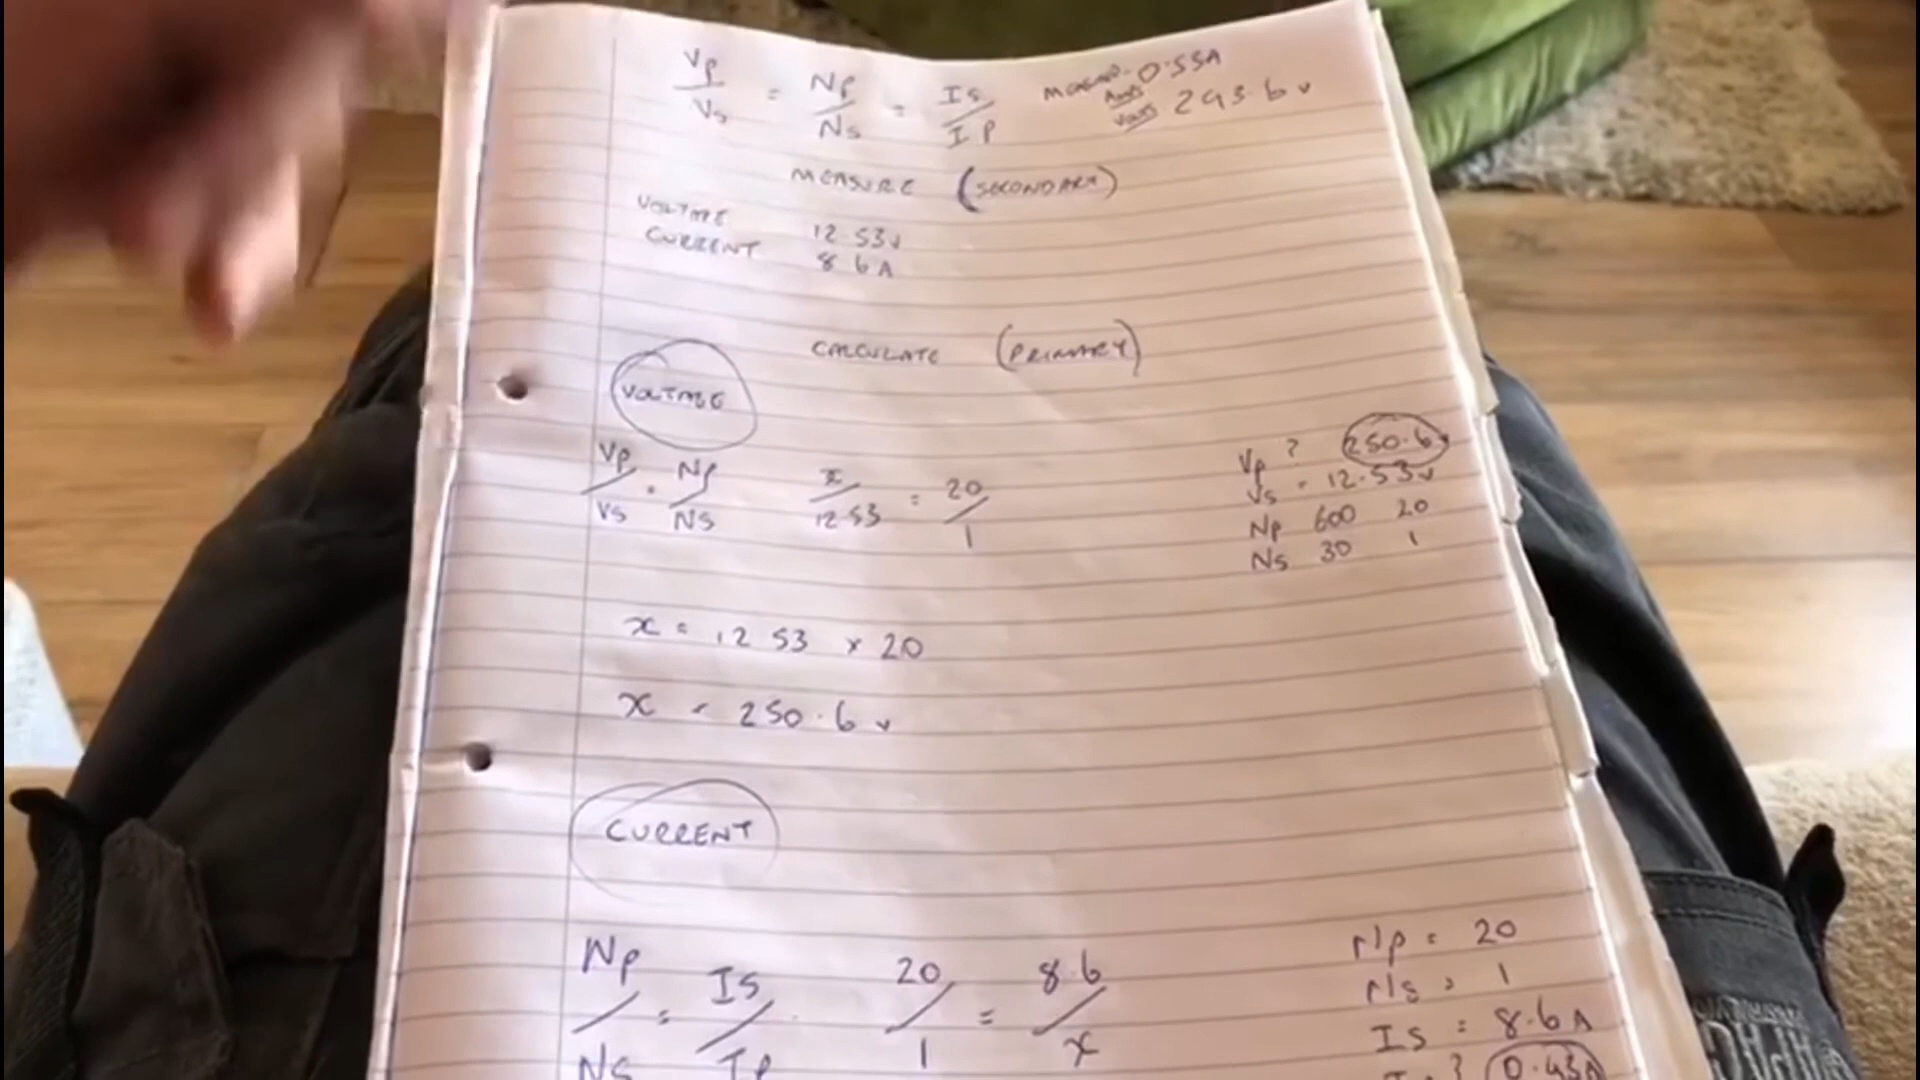 Vp/Vs = Np/Ns = Is/Ip
0.55A
Volts 243.6v
MEASURE (SECONDARY)
VOLTAGE 12.53v
CURRENT 8.6A
CALCULATE (PRIMARY)
VOLTAGE
Vp/Vs = Np/Ns x/12.53 = 20/1
Vp ? 250.6v
Vs = 12.53v
Np 600 20
Ns 30 1
x = 12.53 x 20
x = 250.6v
CURRENT
Np/Ns = Is/Ip 20/1 = 8.6/x
Np = 20
Ns = 1
Is = 8.6A
? 0.43A